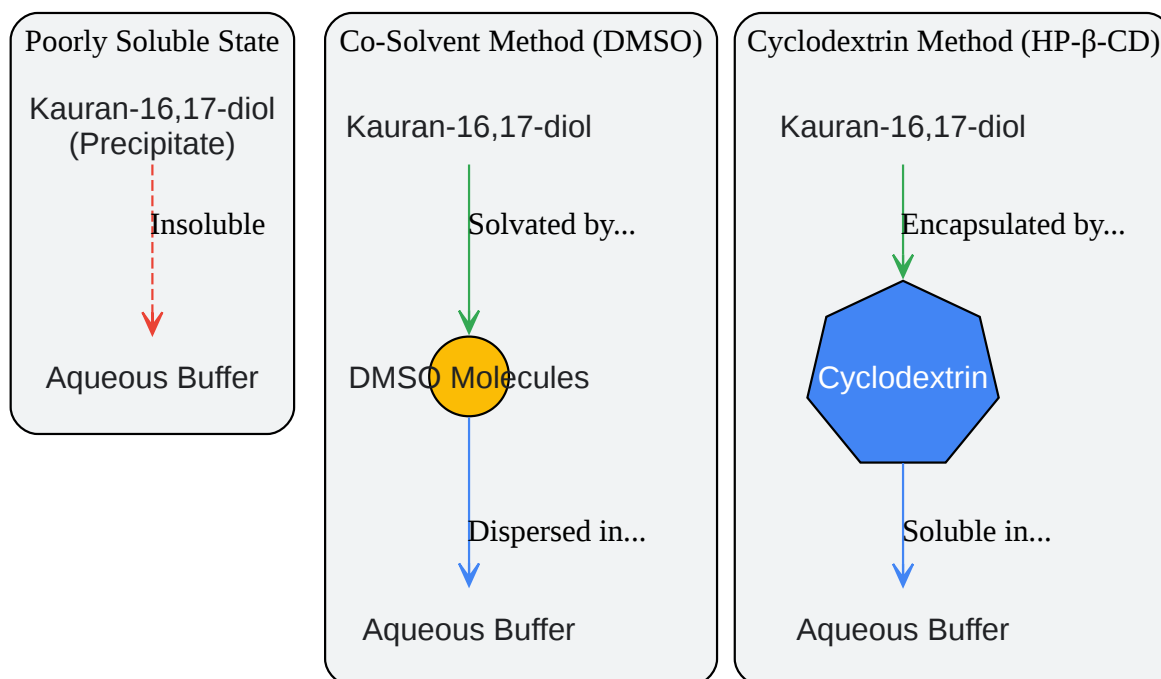 Poorly Soluble State
Kauran-16,17-diol
(Precipitate)
Insoluble
Aqueous Buffer
Co-Solvent Method (DMSO)
Kauran-16,17-diol
Solvated by...
DMSO Molecules
Dispersed in...
Aqueous Buffer
Cyclodextrin Method (HP-β-CD)
Kauran-16,17-diol
Encapsulated by...
Cyclodextrin
Soluble in...
Aqueous Buffer